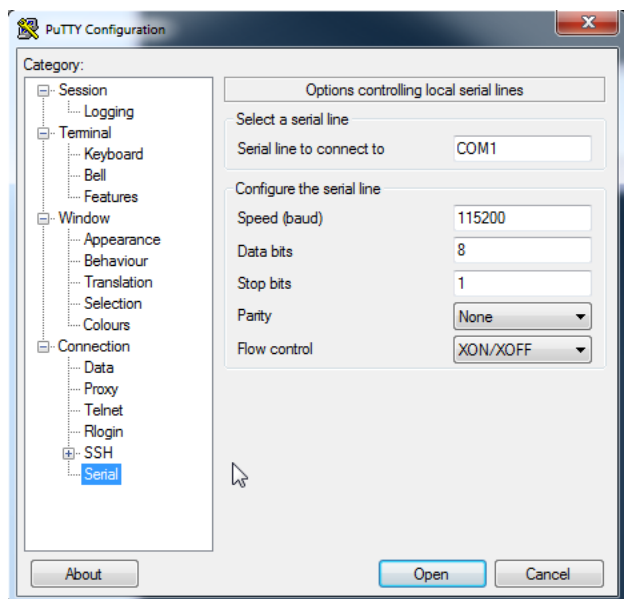 PuTTY Configuration
Category:
Session
Logging
Terminal
Keyboard
Bell
Features
Window
Appearance
Behaviour
Translation
Selection
Colours
Connection
Data
Proxy
Telnet
Rlogin
SSH
Serial
Options controlling local serial lines
Select a serial line
Serial line to connect to COM1
Configure the serial line
Speed (baud) 115200
Data bits 8
Stop bits 1
Parity None
Flow control XON/XOFF
About Open Cancel